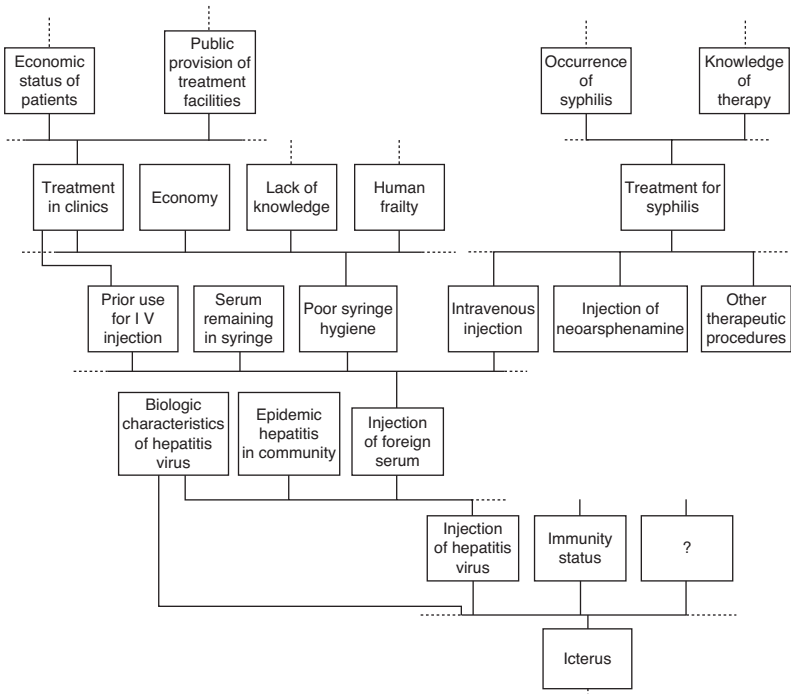 Economic
status of
patients
Public
provision of
treatment
facilities
Occurrence
of
syphilis
Knowledge
of
therapy
Treatment
in clinics
Economy
Lack of
knowledge
Human
frailty
Treatment for
syphilis
Prior use
for I V
injection
Serum
remaining
in syringe
Poor syringe
hygiene
Intravenous
injection
Injection of
neoarsphenamine
Other
therapeutic
procedures
Biologic
characteristics
of hepatitis
virus
Epidemic
hepatitis
in community
Injection
of foreign
serum
Injection
of hepatitis
virus
Immunity
status
?
Icterus